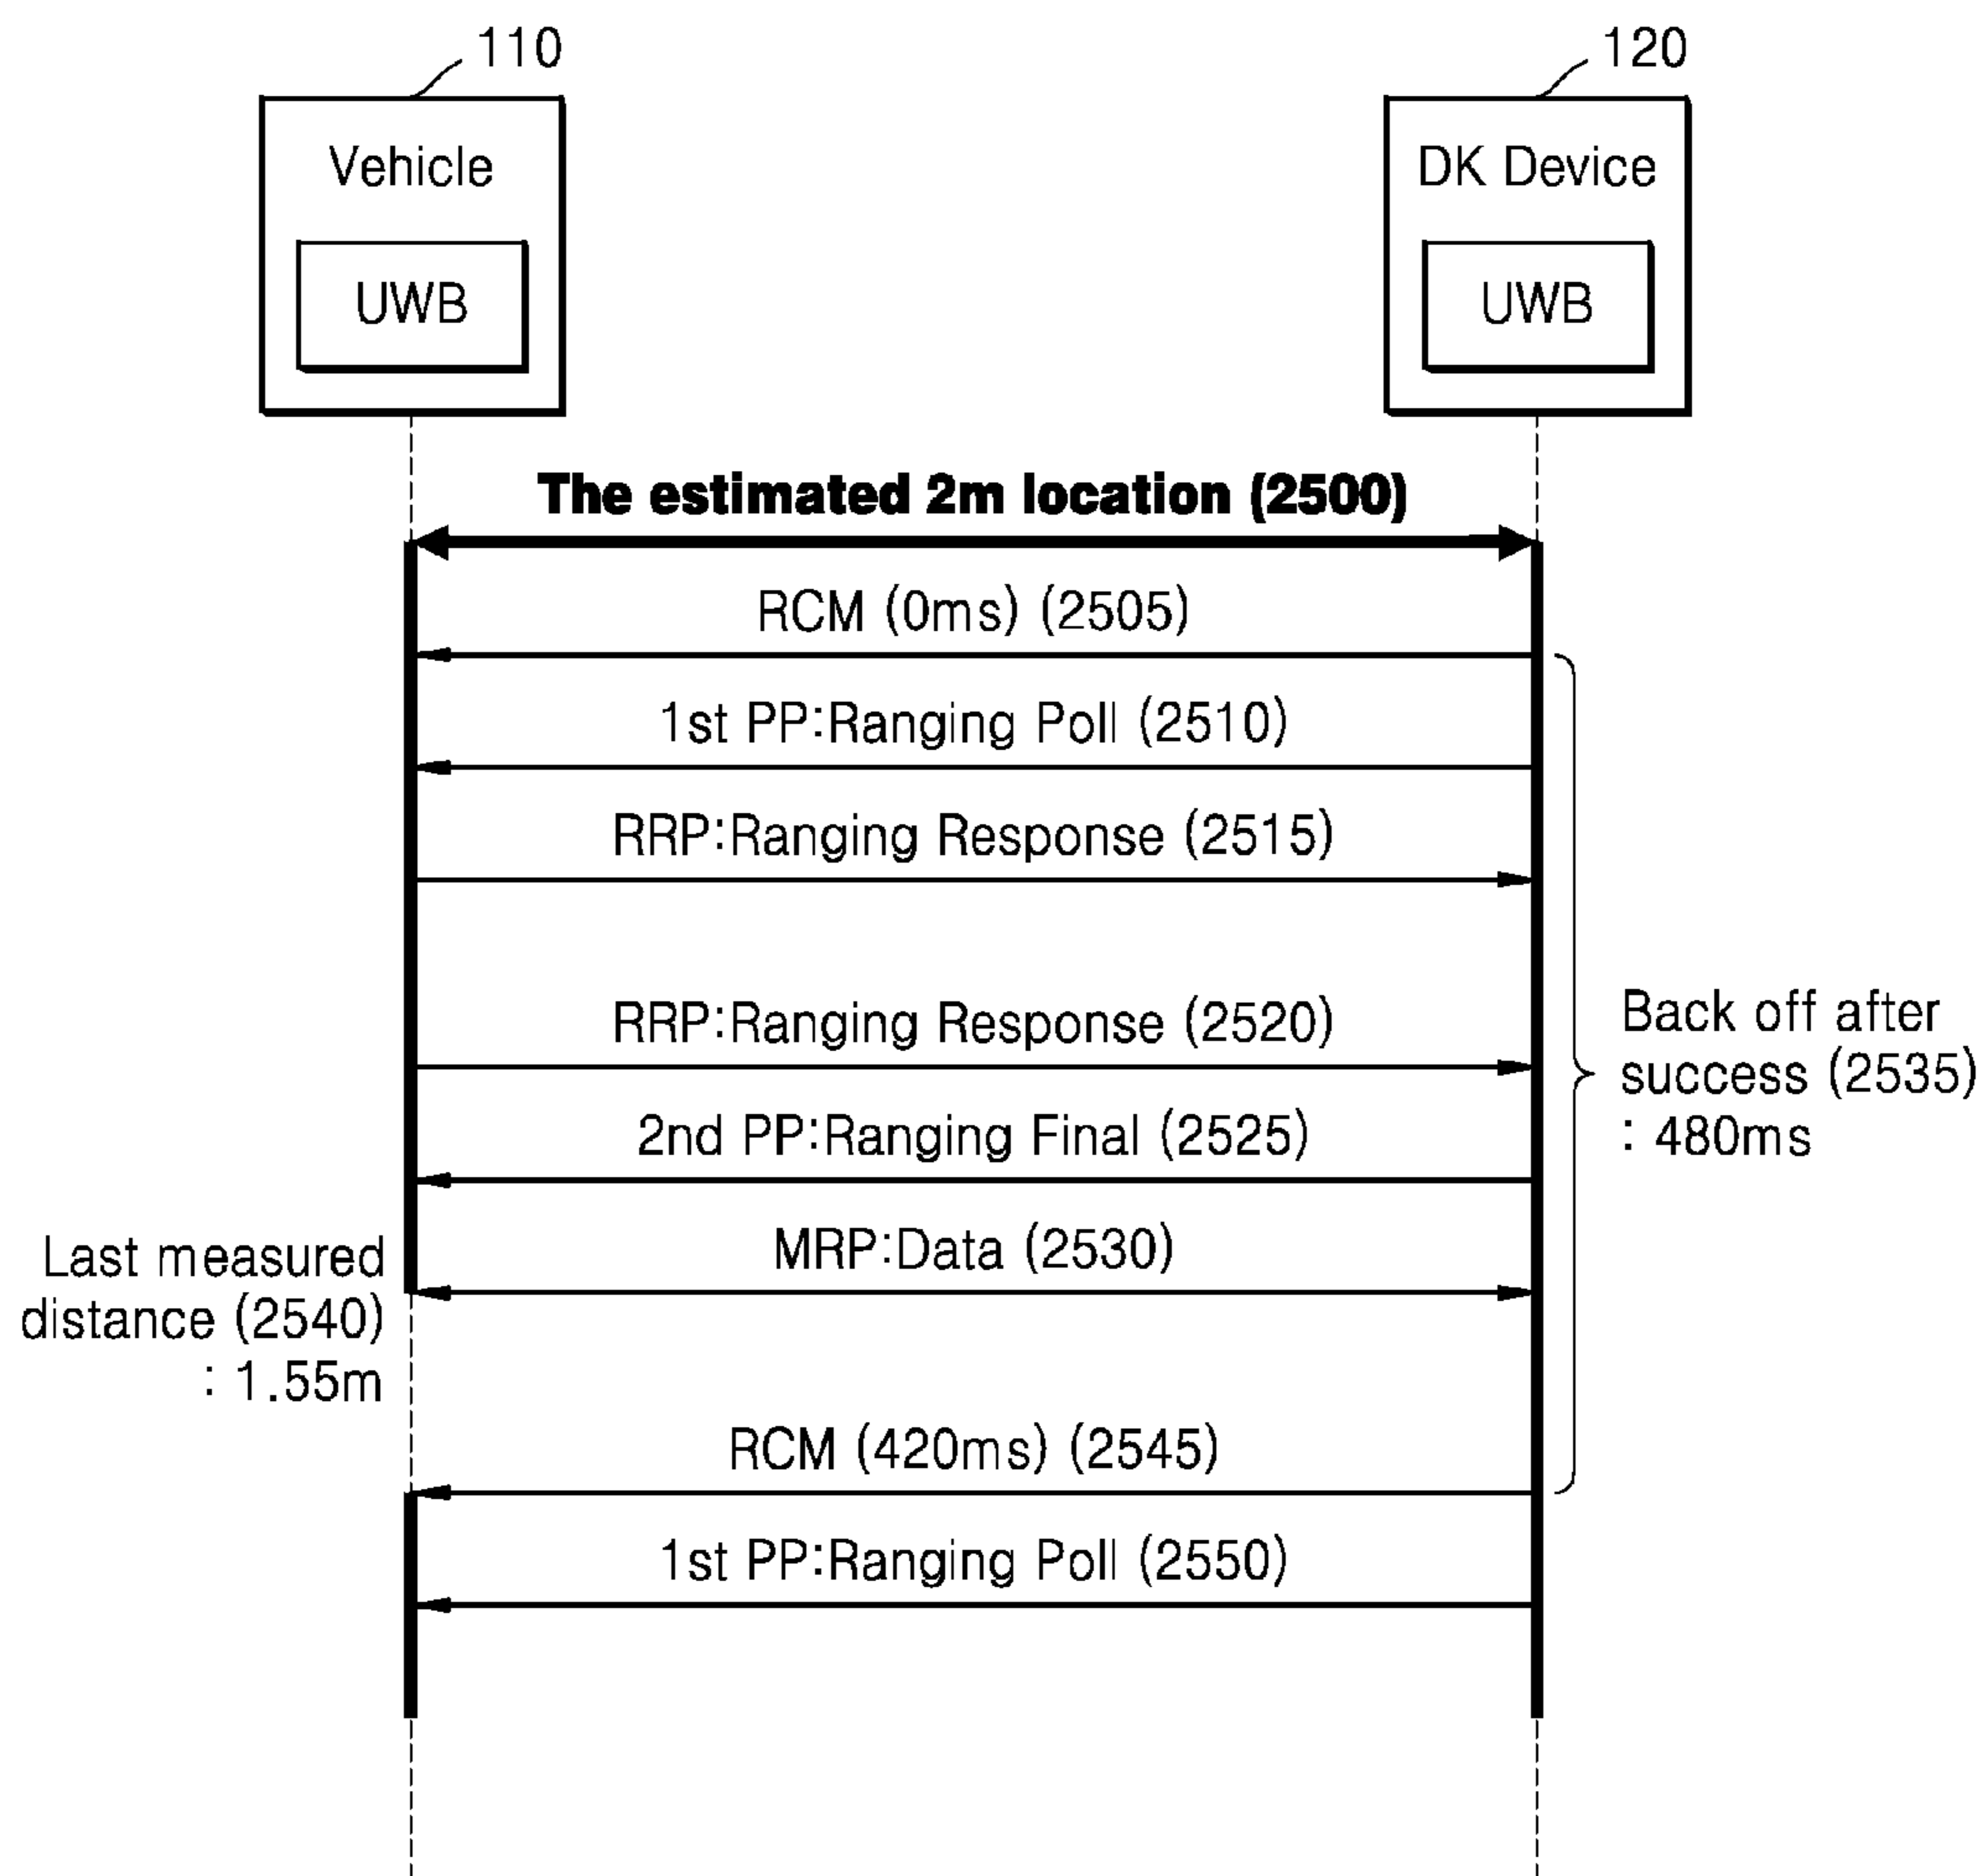 110
120
Vehicle
DK Device
UWB
UWB
The estimated 2m location (2500)
RCM (0ms) (2505)
1st PP:Ranging Poll (2510)
RRP:Ranging Response (2515)
RRP:Ranging Response (2520)
Back off after
success (2535)
: 480ms
2nd PP:Ranging Final (2525)
MRP:Data (2530)
Last measured
distance (2540)
: 1.55m
RCM (420ms) (2545)
1st PP:Ranging Poll (2550)